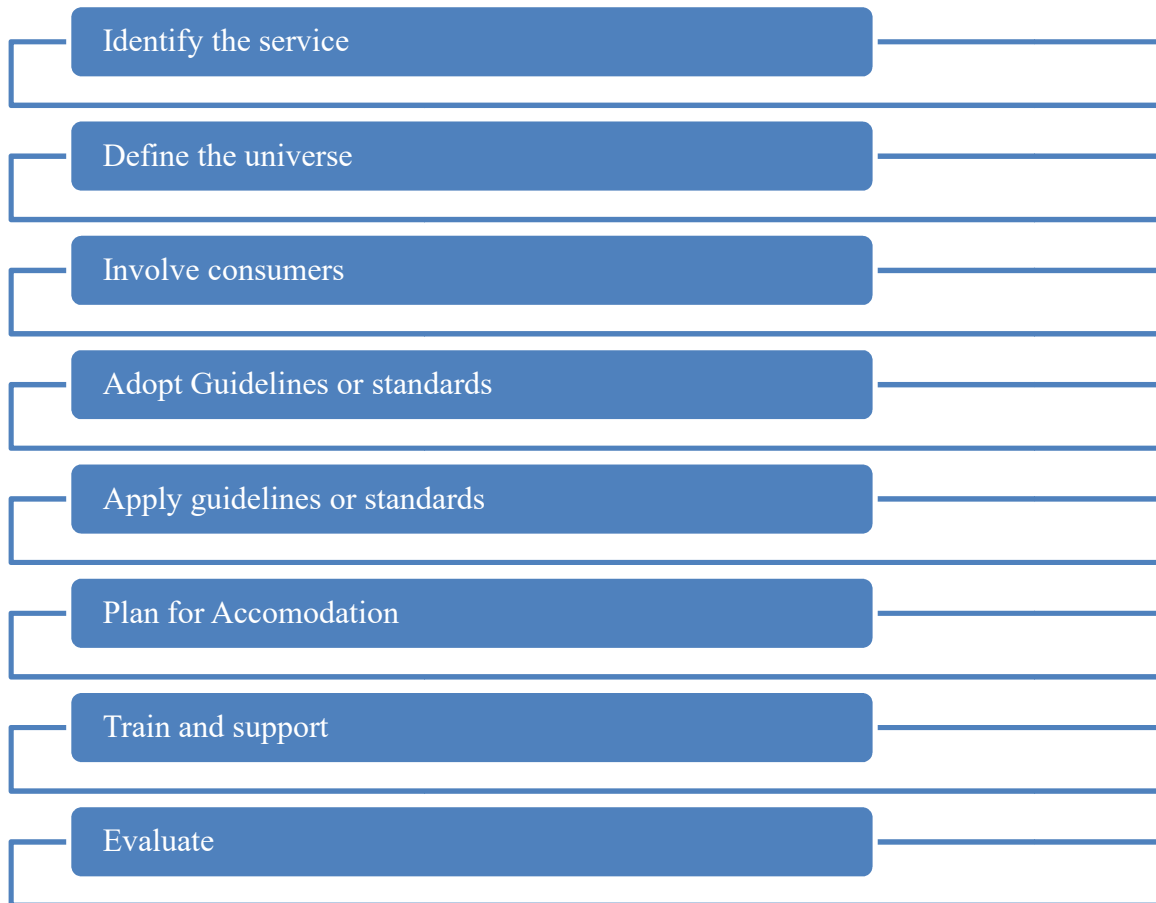 Identify the service
Define the universe
Involve consumers
Adopt Guidelines or standards
Apply guidelines or standards
Plan for Accomodation
Train and support
Evaluate